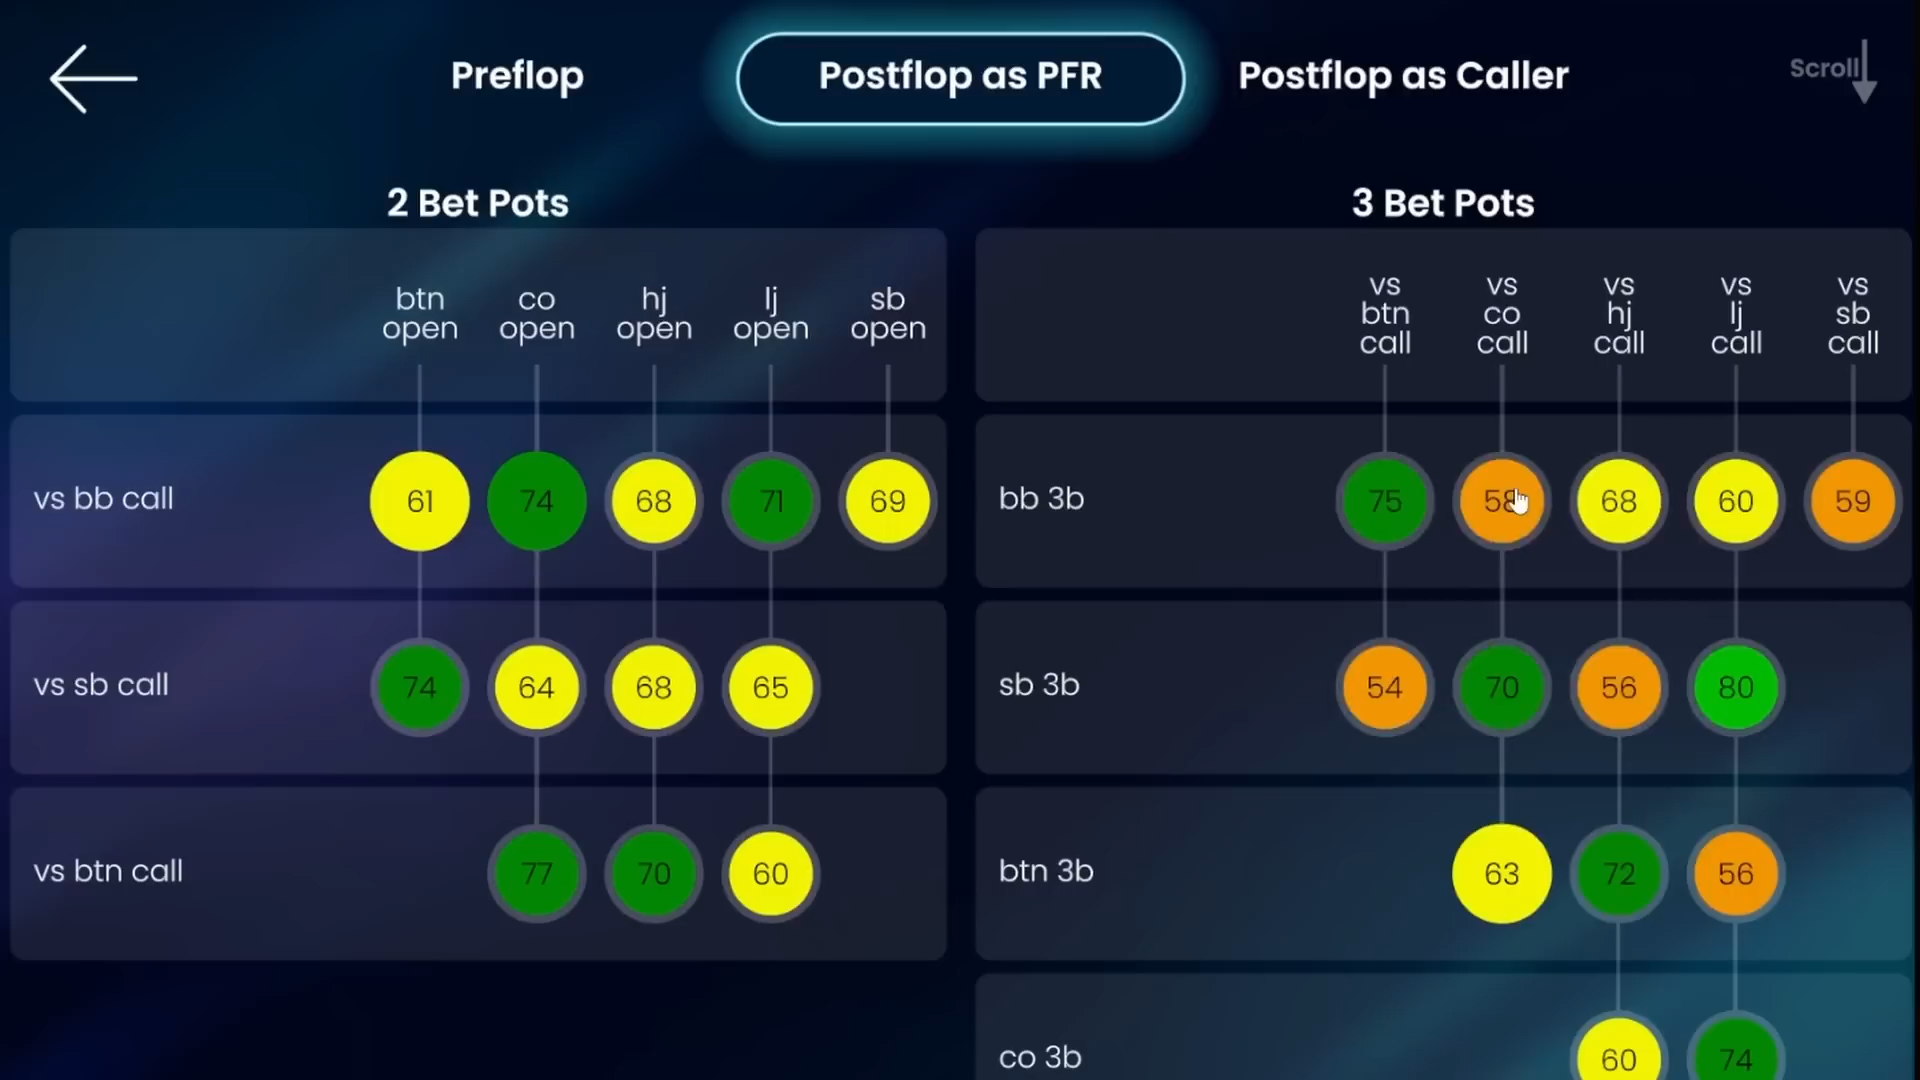 Preflop
Postflop as PFR
Postflop as Caller
Scroll
2 Bet Pots
btn open
co open
hj open
lj open
sb open
vs bb call 61 74 68 71 69
vs sb call 74 64 68 65
vs btn call 77 70 60
3 Bet Pots
vs btn call
vs co call
vs hj call
vs lj call
vs sb call
bb 3b 75 58 68 60 59
sb 3b 54 70 56 80
btn 3b 63 72 56
co 3b 60 74